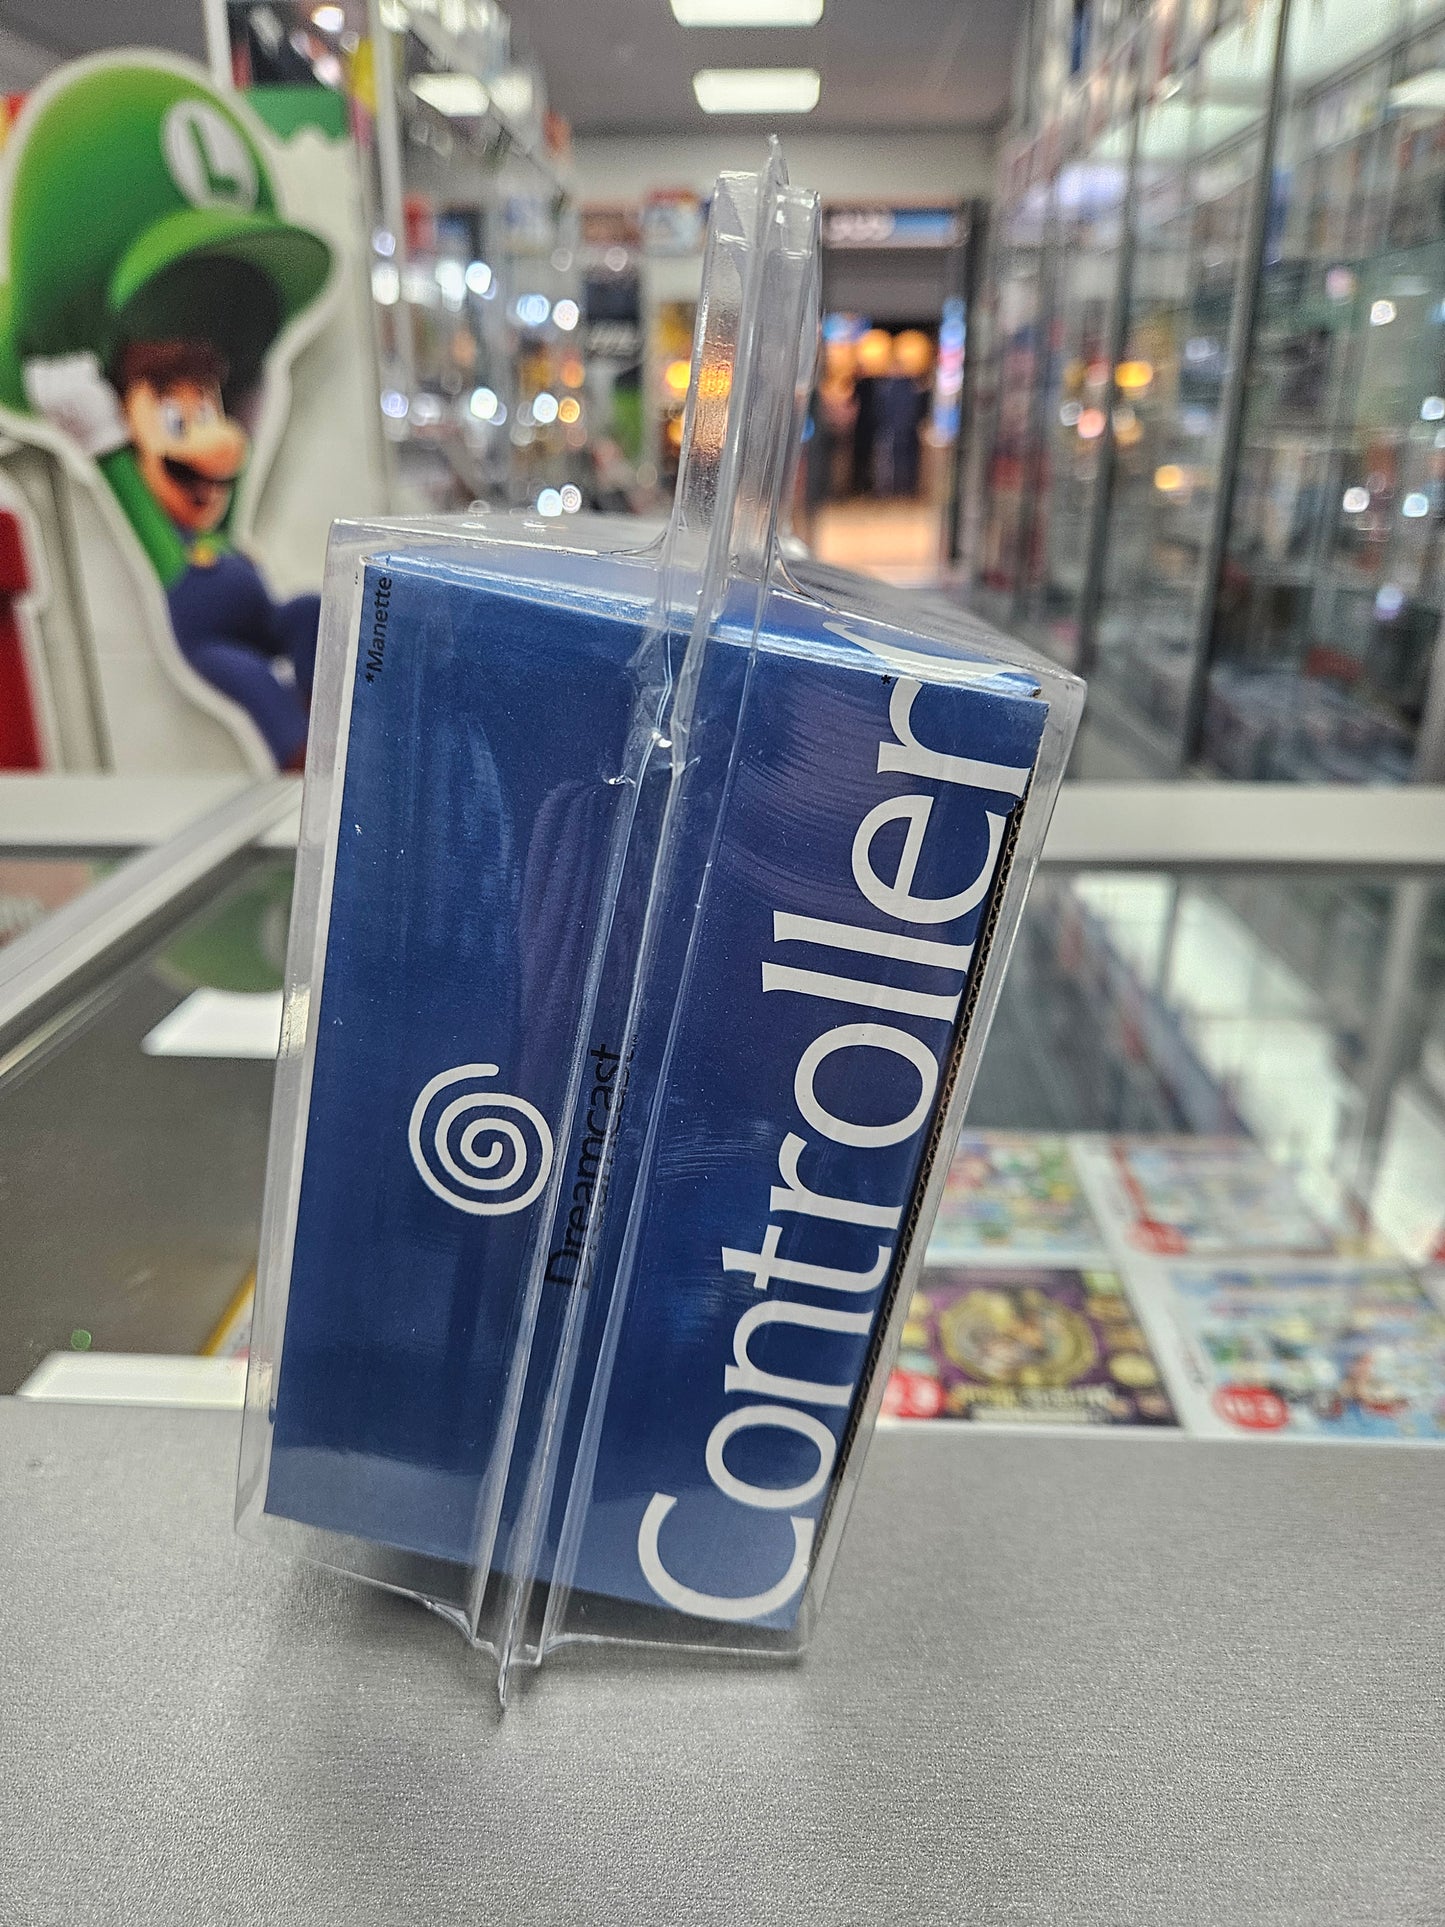 L
*Manette
Dreamcast
Controller*